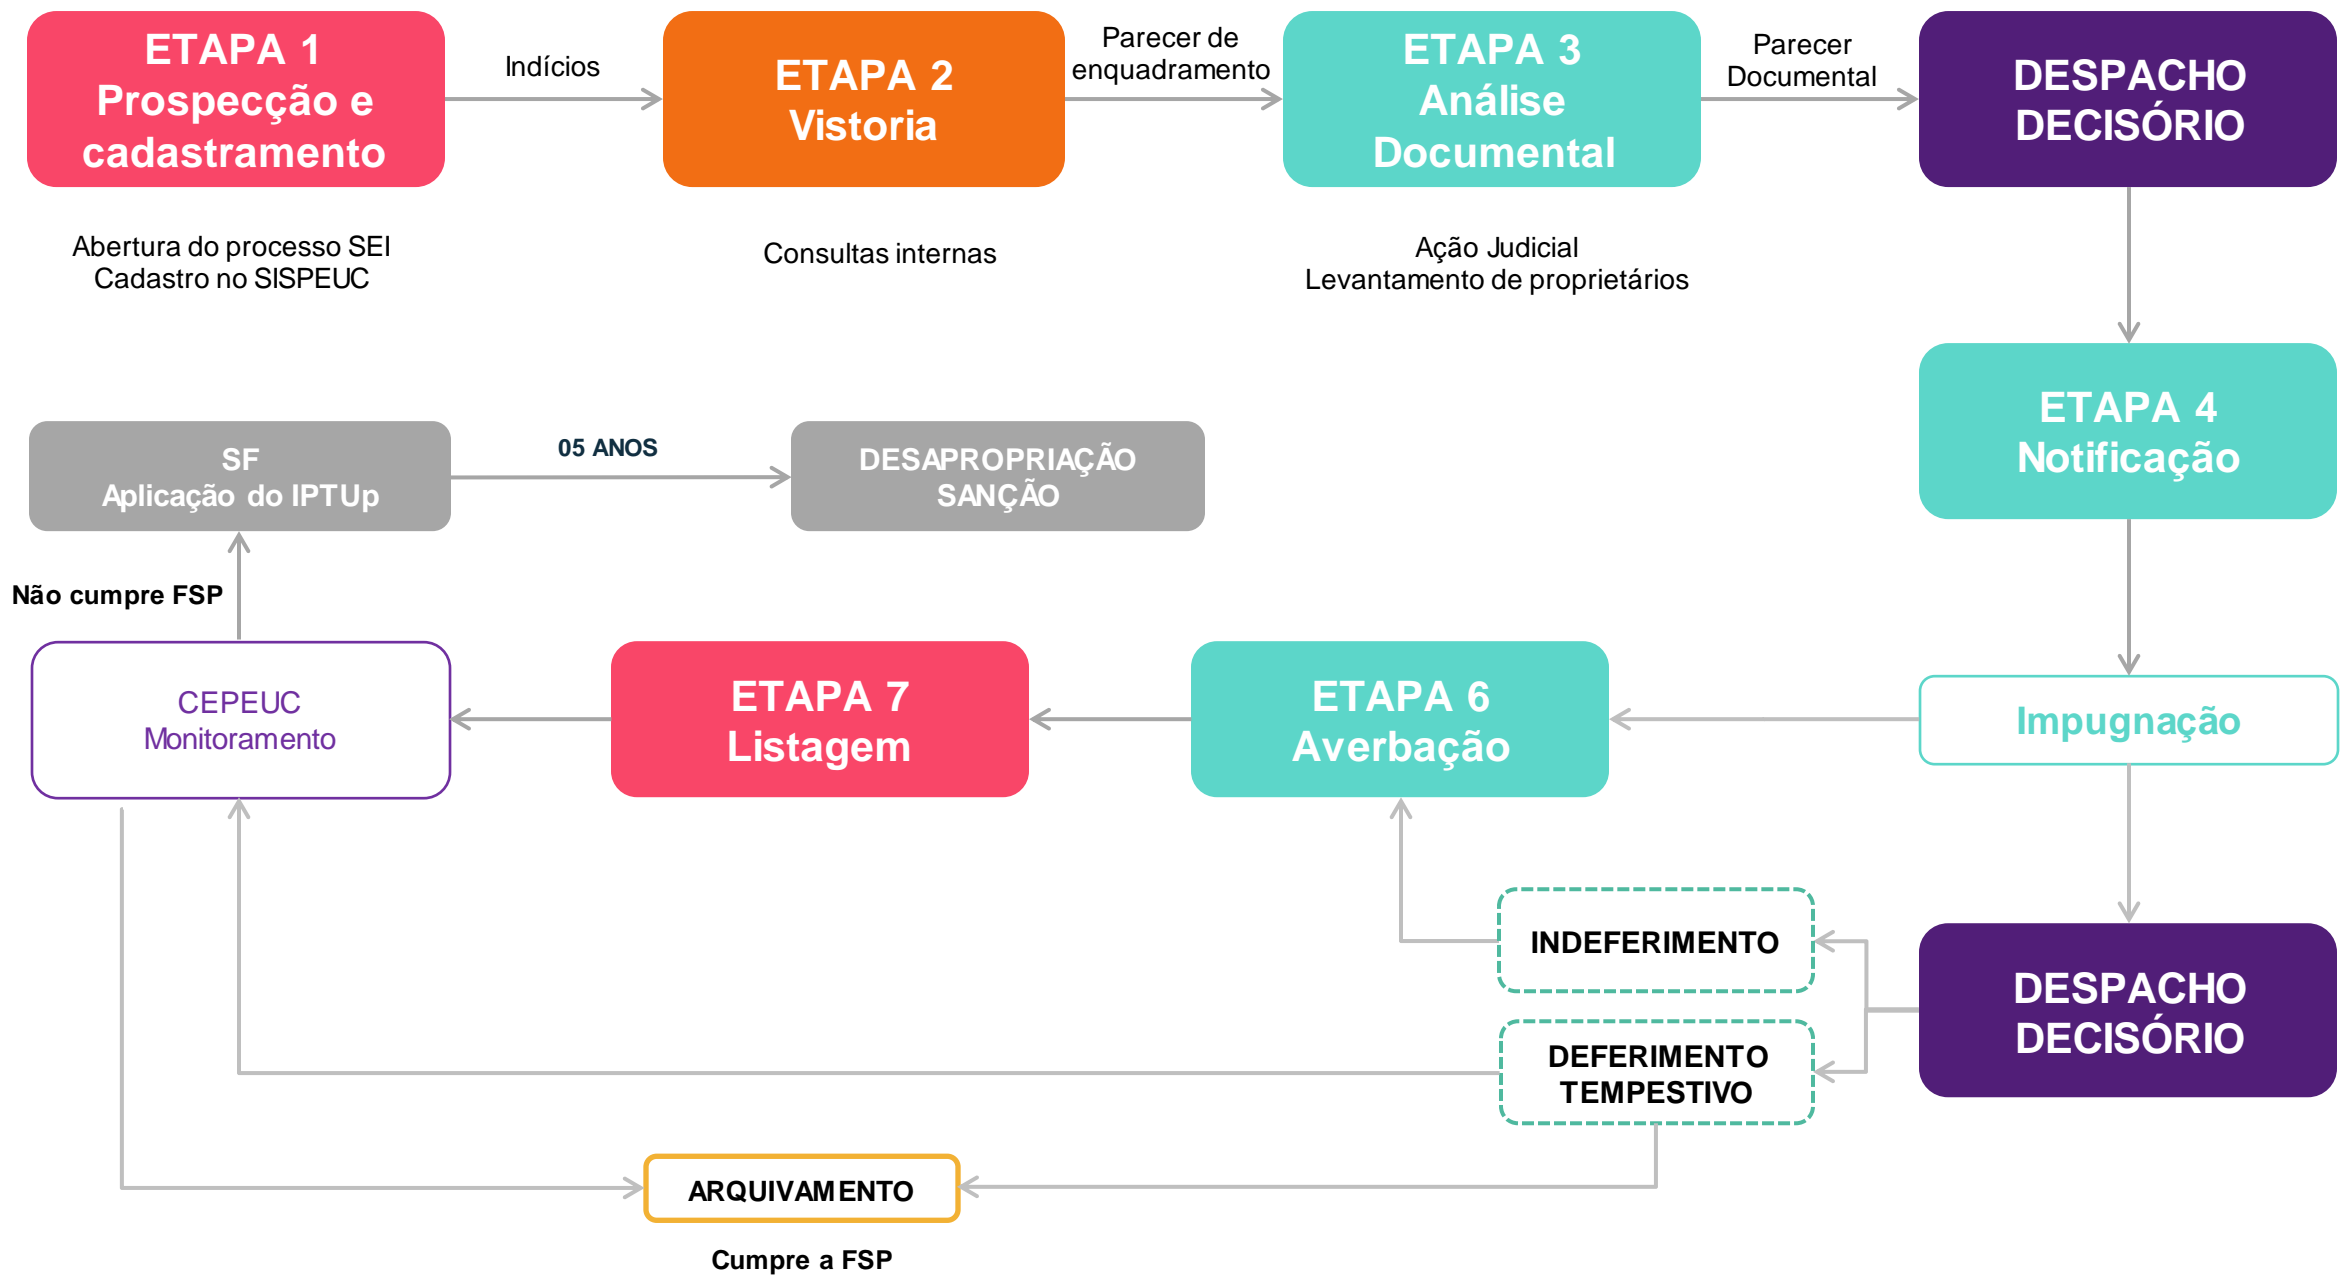 ETAPA 1
Prospecção e
cadastramento
Indícios
ETAPA 2
Vistoria
Parecer de
enquadramento
ETAPA 3
Análise
Documental
Parecer
Documental
DESPACHO
DECISÓRIO
Abertura do processo SEI
Cadastro no SISPEUC
Consultas internas
Ação Judicial
Levantamento de proprietários
ETAPA 4
Notificação
SF
Aplicação do IPTUp
05 ANOS
DESAPROPRIAÇÃO
SANÇÃO
Não cumpre FSP
CEPEUC
Monitoramento
ETAPA 7
Listagem
ETAPA 6
Averbação
Impugnação
INDEFERIMENTO
DEFERIMENTO
TEMPESTIVO
DESPACHO
DECISÓRIO
ARQUIVAMENTO
Cumpre a FSP